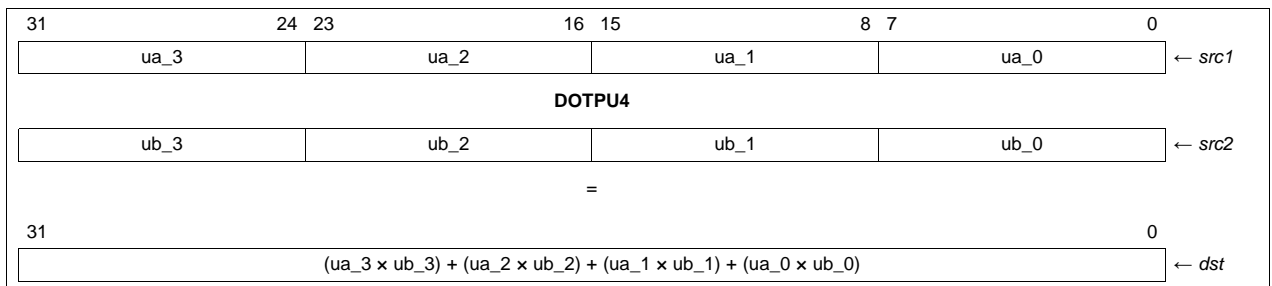 31 24 23 16 15 8 7 0
ua_3 ua_2 ua_1 ua_0 ← src1
DOTPU4
ub_3 ub_2 ub_1 ub_0 ← src2
=
31 0
(ua_3 × ub_3) + (ua_2 × ub_2) + (ua_1 × ub_1) + (ua_0 × ub_0) ← dst